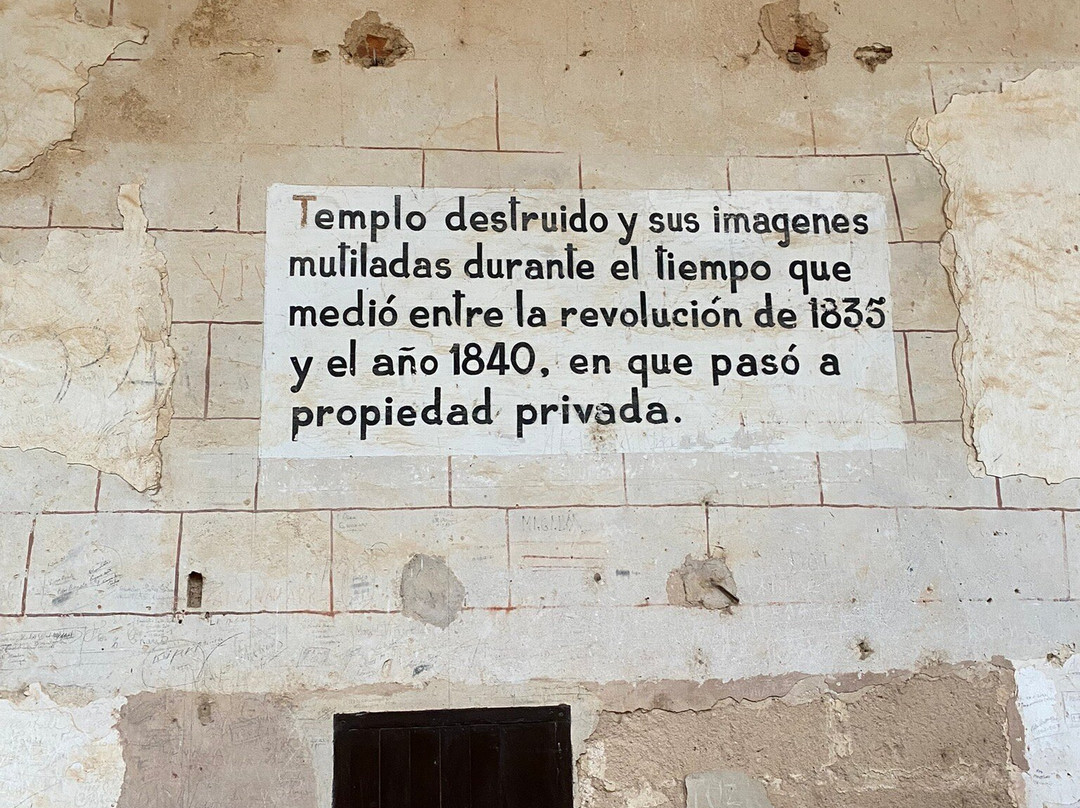 Templo destruido y sus imagenes
mutiladas durante el tiempo que
medió entre la revolución de 1835
y el año 1840, en que pasó a
propiedad privada.